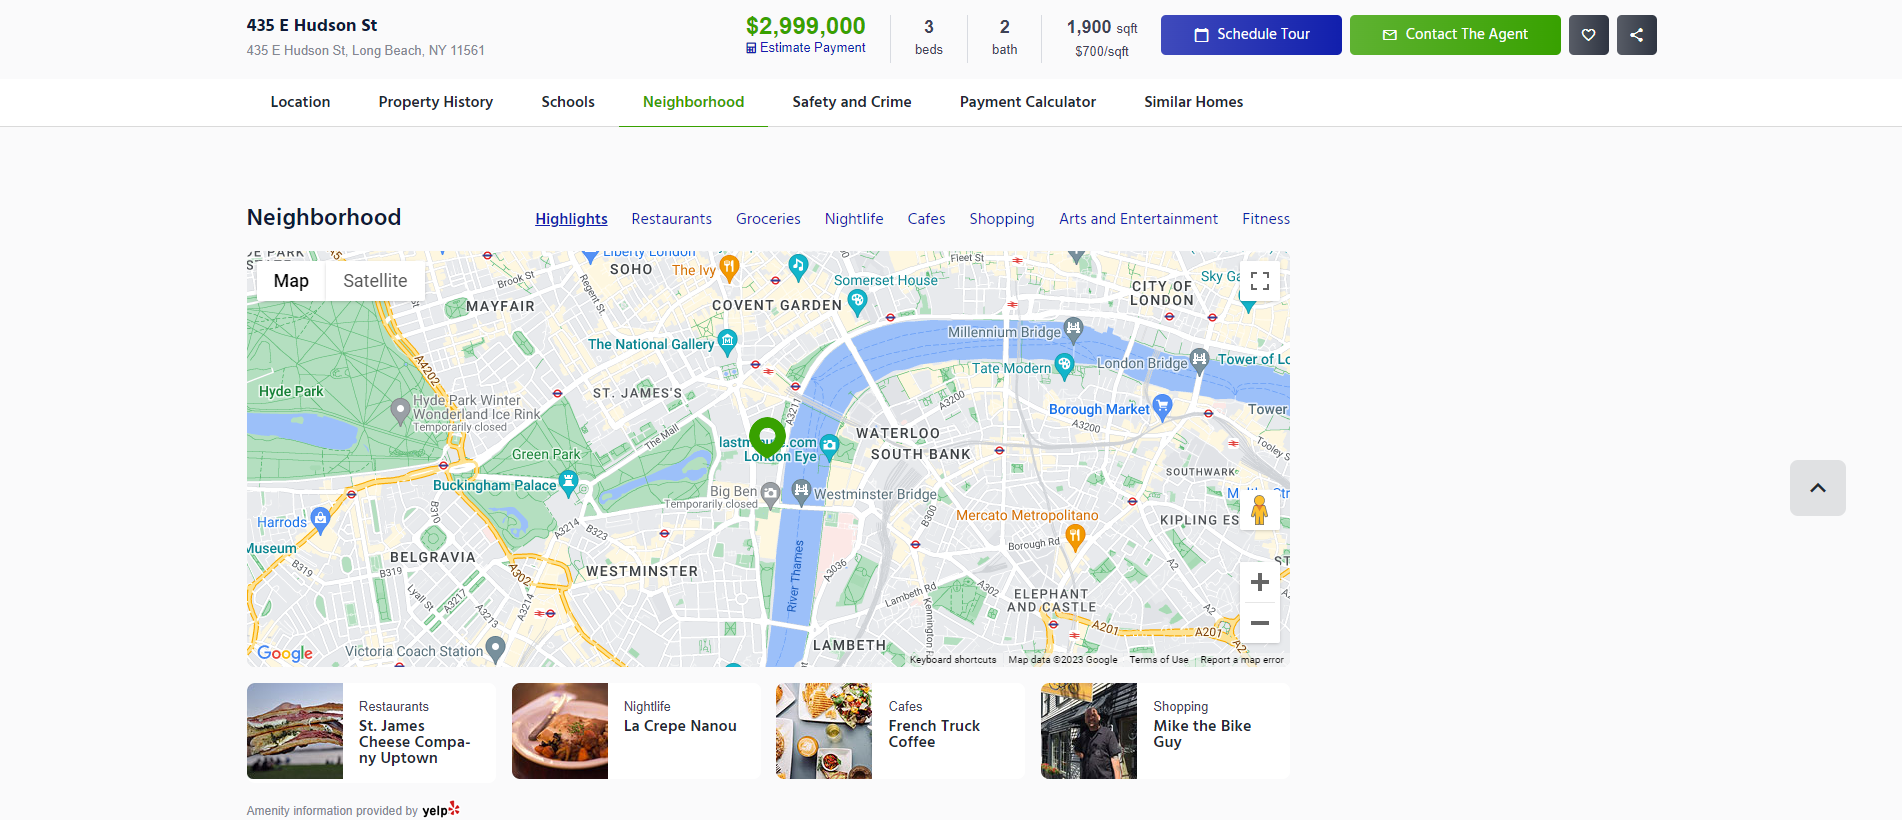 435 E Hudson St
435 E Hudson St, Long Beach, NY 11561
$2,999,000
Estimate Payment
3
beds
2
bath
1,900 sqft
$700/sqft
Schedule Tour
Contact The Agent
Location
Property History
Schools
Neighborhood
Safety and Crime
Payment Calculator
Similar Homes
Neighborhood
Highlights
Restaurants
Groceries
Nightlife
Cafes
Shopping
Arts and Entertainment
Fitness
Map
Satellite
Liberty London
SOHO
The Ivy
Brook St
Regent St
MAYFAIR
COVENT GARDEN
Somerset House
Fleet St
CITY OF
LONDON
Sky Ga
The National Gallery
Millennium Bridge
Tate Modern
London Bridge
Tower of Lo
A4202
Hyde Park
Hyde Park Winter
Wonderland Ice Rink
Temporarily closed
ST. JAMES'S
A3211
A3200
Borough Market
A3200
Tower
The Mall
Green Park
Buckingham Palace
London Eye
WATERLOO
SOUTH BANK
Tooley St
SOUTHWARK
Big Ben
Temporarily closed
Westminster Bridge
Harrods
Museum
B310
A3214
B300
Mercato Metropolitano
KIPLING ES
BELGRAVIA
B319
B319
A302
A3214
Lyall St
A3217
A3213
WESTMINSTER
River Thames
A3036
Borough Rd
Lambeth Rd
Kennington
A302
ELEPHANT
AND CASTLE
A2
A2
A201
A201
LAMBETH
Victoria Coach Station
Google
Keyboard shortcuts
Map data ©2023 Google
Terms of Use
Report a map error
Restaurants
St. James
Cheese Compa-
ny Uptown
Nightlife
La Crepe Nanou
Cafes
French Truck
Coffee
Shopping
Mike the Bike
Guy
Amenity information provided by yelp